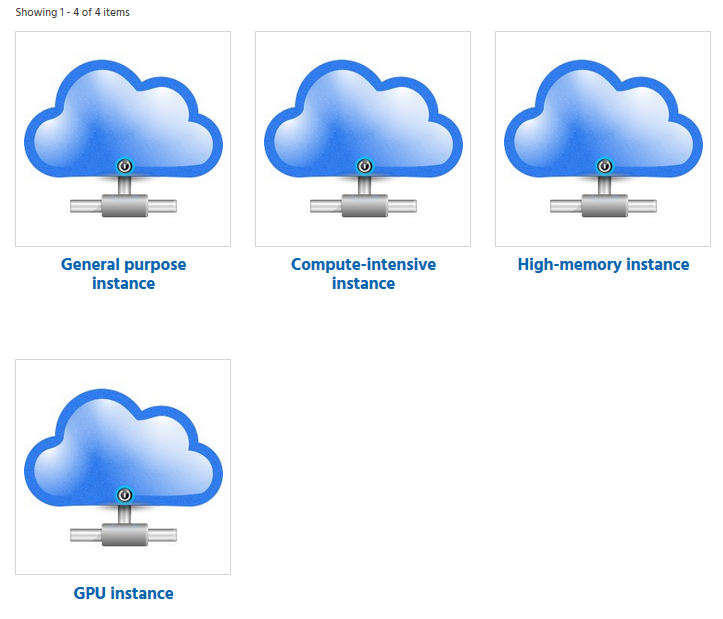 Showing 1 - 4 of 4 items
General purpose
instance
Compute-intensive
instance
High-memory instance
GPU instance